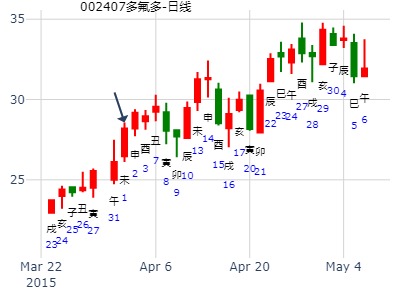 002407多氟多-日线
35
30
25
戌
23
亥
24
子
25
丑
26
寅
27
午
31
未
1
申
2
酉
3
丑
7
寅
8
卯
9
辰
10
未
13
申
14
酉
15
戌
16
亥
17
寅
20
卯
21
辰
22
巳
23
午
24
酉
27
戌
28
亥
29
子
30
辰
4
巳
5
午
6
Mar 22
2015
Apr 6
Apr 20
May 4